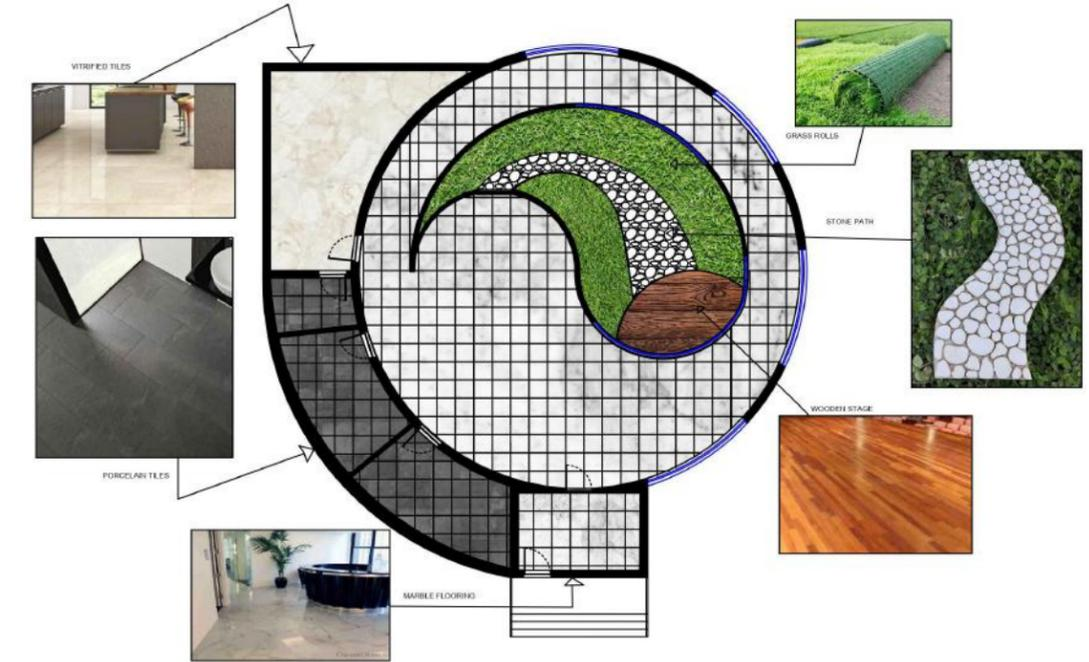 VITRIFIED TILES
GRASS ROLLS
STONE PATH
WOODEN STAGE
PORCELAIN TILES
MARBLE FLOORING